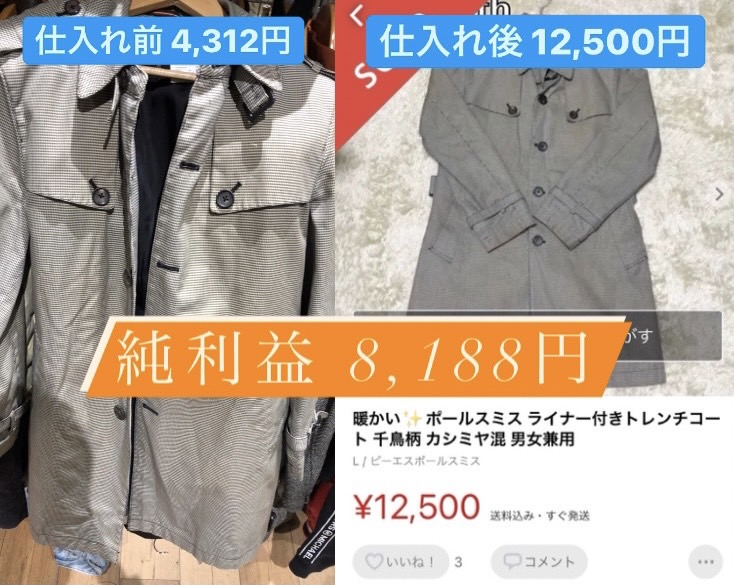 仕入れ前 4,312円
仕入れ後 12,500円
純利益 8,188円
がす
暖かい✨ポールスミス ライナー付きトレンチコー
ト 千鳥柄 カシミヤ混 男女兼用
L / ピーエスポールスミス
¥12,500 送料込み・すぐ発送
いいね！ 3 コメント
MICHAEL